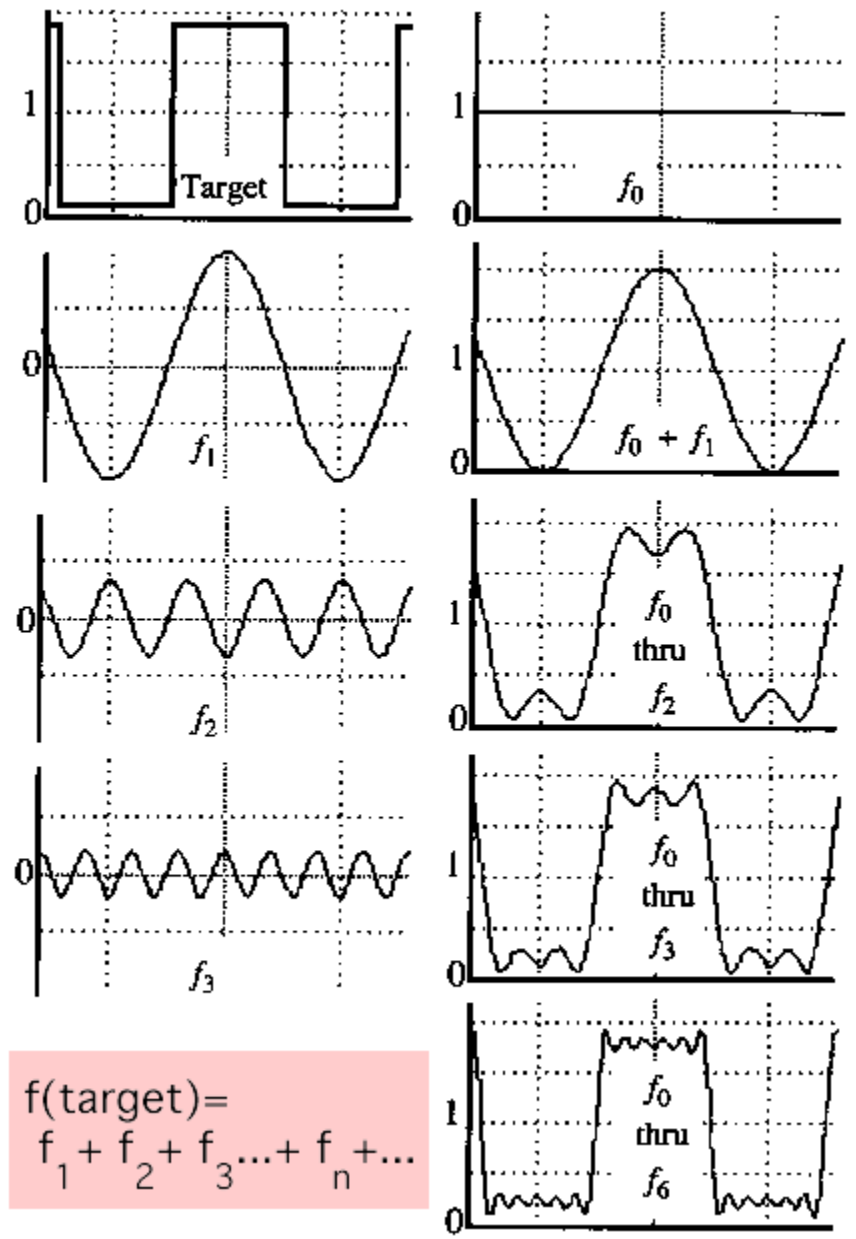 1
0
Target
1
0
f0
0
f1
1
0
f0 + f1
0
f2
1
0
f0
thru
f2
0
f3
1
0
f0
thru
f3
f(target)=
f1+ f2+ f3...+ fn+...
1
0
f0
thru
f6